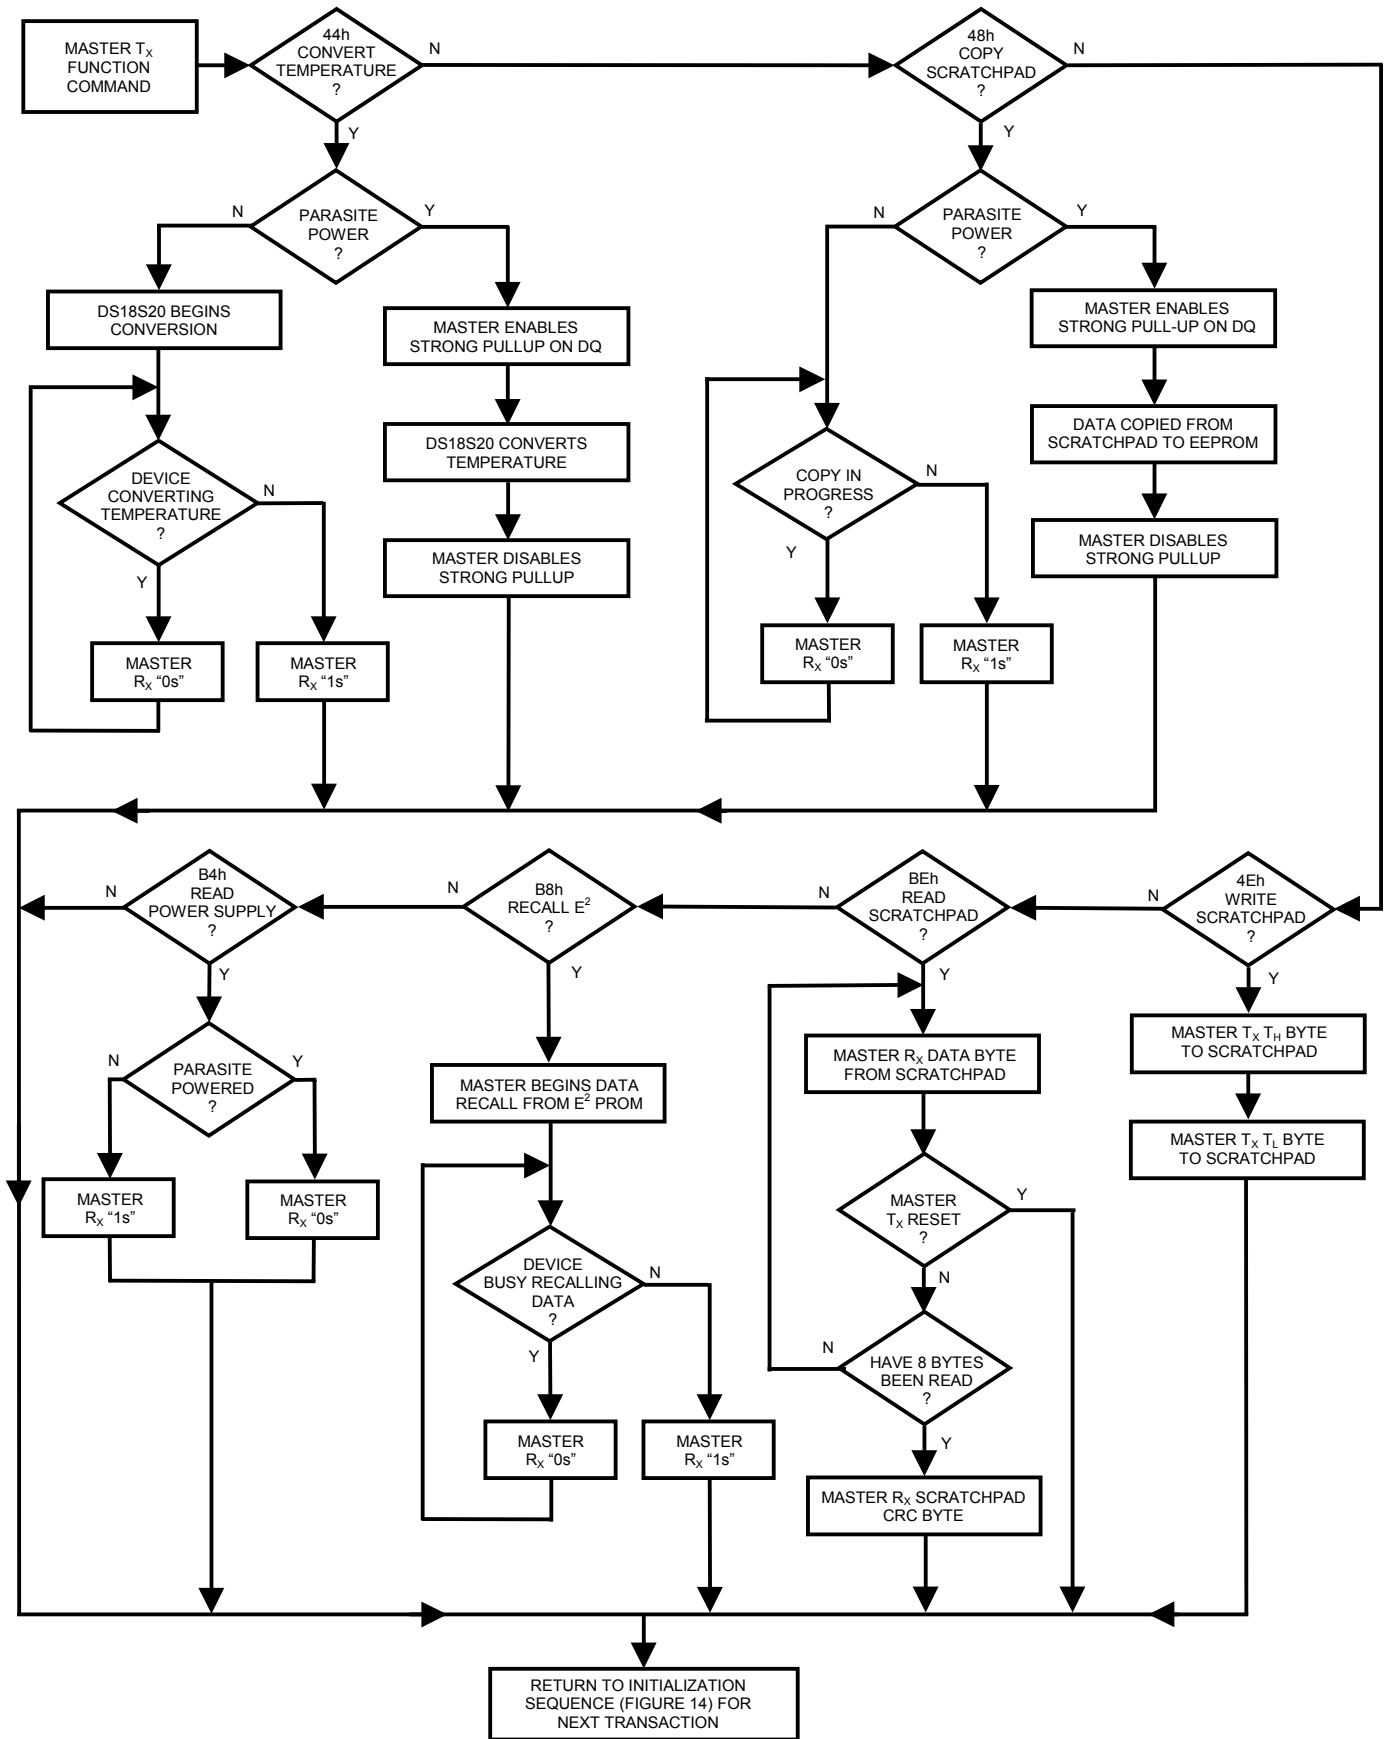 MASTER TX
FUNCTION
COMMAND
44h
CONVERT
TEMPERATURE
?
N
Y
48h
COPY
SCRATCHPAD
?
N
Y
PARASITE
POWER
?
N
Y
PARASITE
POWER
?
N
Y
DS18S20 BEGINS
CONVERSION
MASTER ENABLES
STRONG PULLUP ON DQ
MASTER ENABLES
STRONG PULL-UP ON DQ
DS18S20 CONVERTS
TEMPERATURE
DATA COPIED FROM
SCRATCHPAD TO EEPROM
DEVICE
CONVERTING
TEMPERATURE
?
N
Y
COPY IN
PROGRESS
?
N
Y
MASTER DISABLES
STRONG PULLUP
MASTER DISABLES
STRONG PULLUP
MASTER
RX “0s”
MASTER
RX “1s”
MASTER
RX “0s”
MASTER
RX “1s”
B4h
READ
POWER SUPPLY
?
N
Y
B8h
RECALL E2
?
N
Y
BEh
READ
SCRATCHPAD
?
N
Y
4Eh
WRITE
SCRATCHPAD
?
N
Y
PARASITE
POWERED
?
N
Y
MASTER BEGINS DATA
RECALL FROM E2 PROM
MASTER RX DATA BYTE
FROM SCRATCHPAD
MASTER TX TH BYTE
TO SCRATCHPAD
MASTER TX TL BYTE
TO SCRATCHPAD
MASTER
RX “1s”
MASTER
RX “0s”
MASTER
TX RESET
?
Y
N
DEVICE
BUSY RECALLING
DATA
?
N
Y
HAVE 8 BYTES
BEEN READ
?
N
Y
MASTER
RX “0s”
MASTER
RX “1s”
MASTER RX SCRATCHPAD
CRC BYTE
RETURN TO INITIALIZATION
SEQUENCE (FIGURE 14) FOR
NEXT TRANSACTION